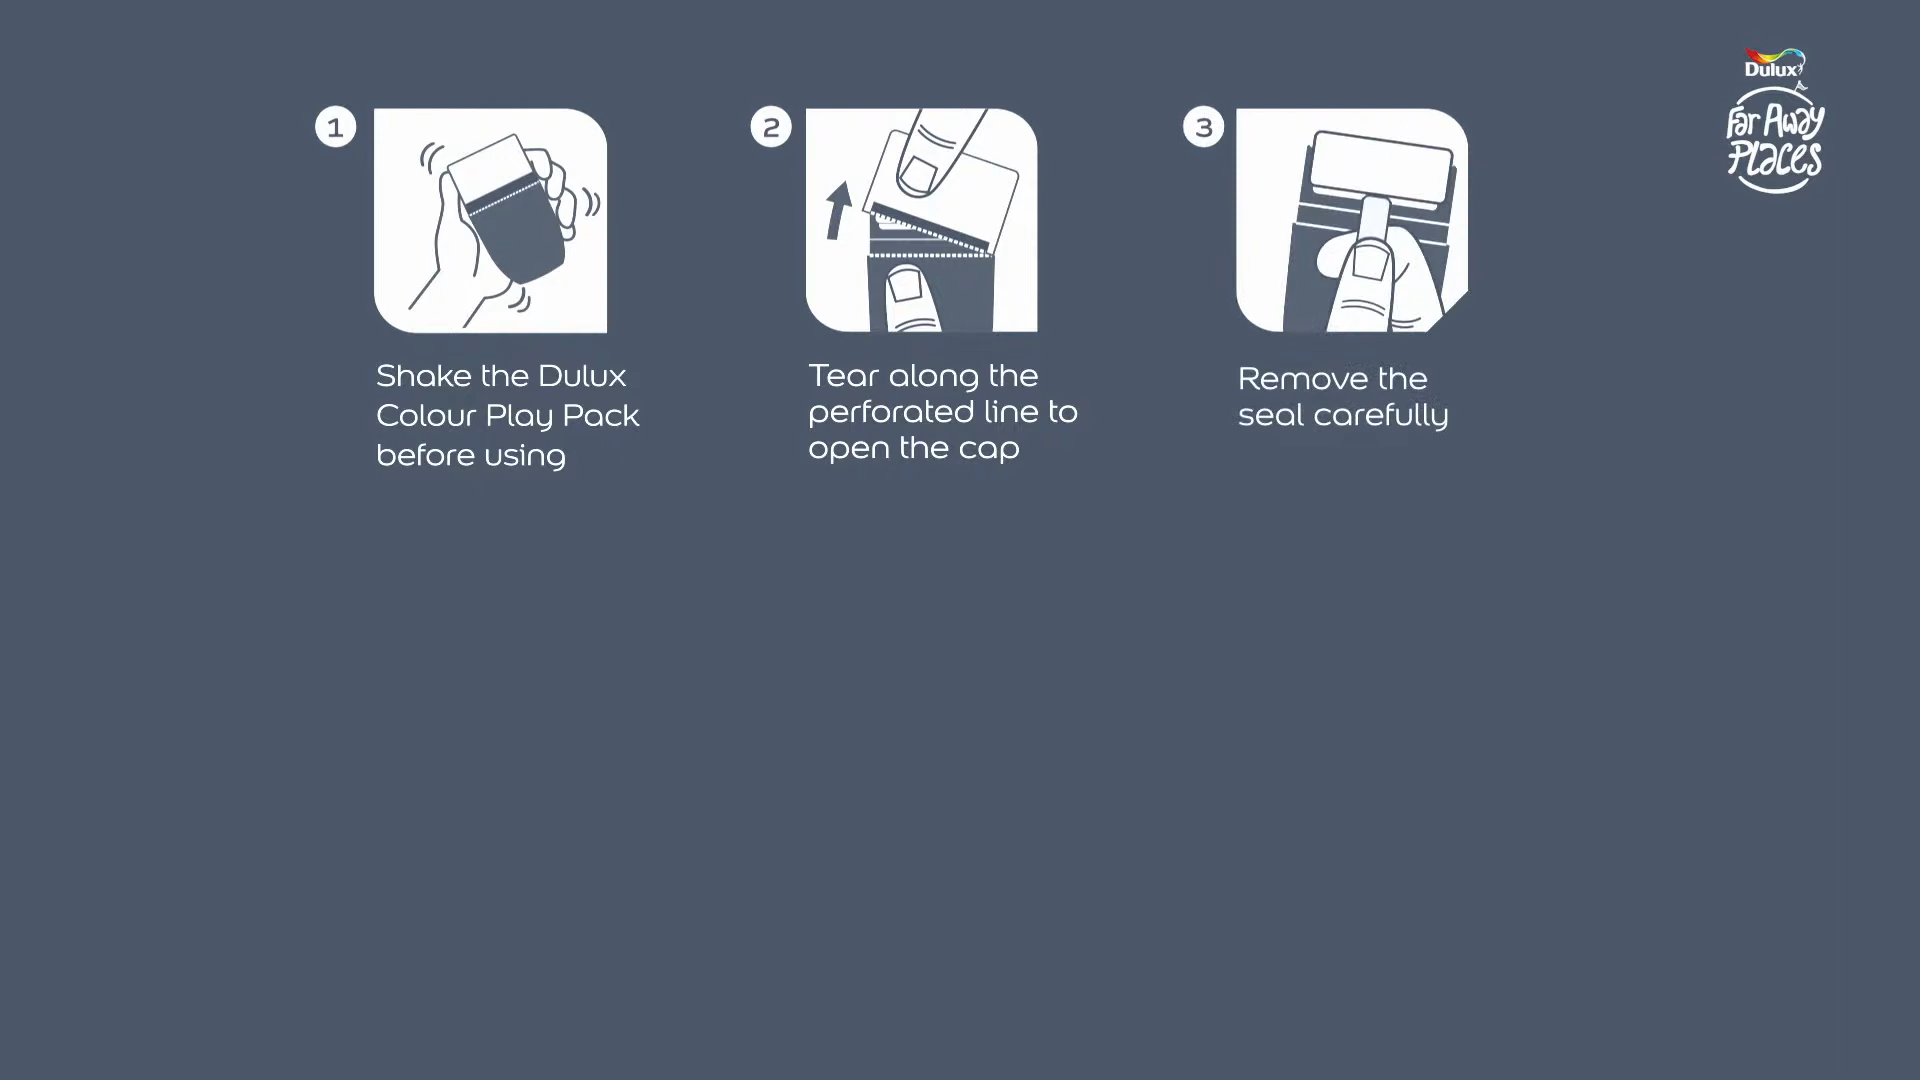 Dulux
Far Away
Places
1
Shake the Dulux
Colour Play Pack
before using
2
Tear along the
perforated line to
open the cap
3
Remove the
seal carefully